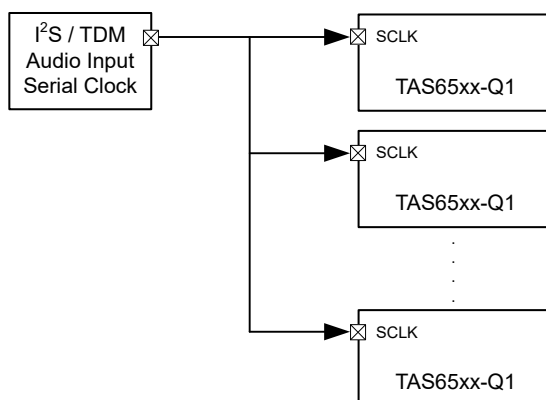 I²S / TDM
Audio Input
Serial Clock
SCLK
TAS65xx-Q1
SCLK
TAS65xx-Q1
SCLK
TAS65xx-Q1